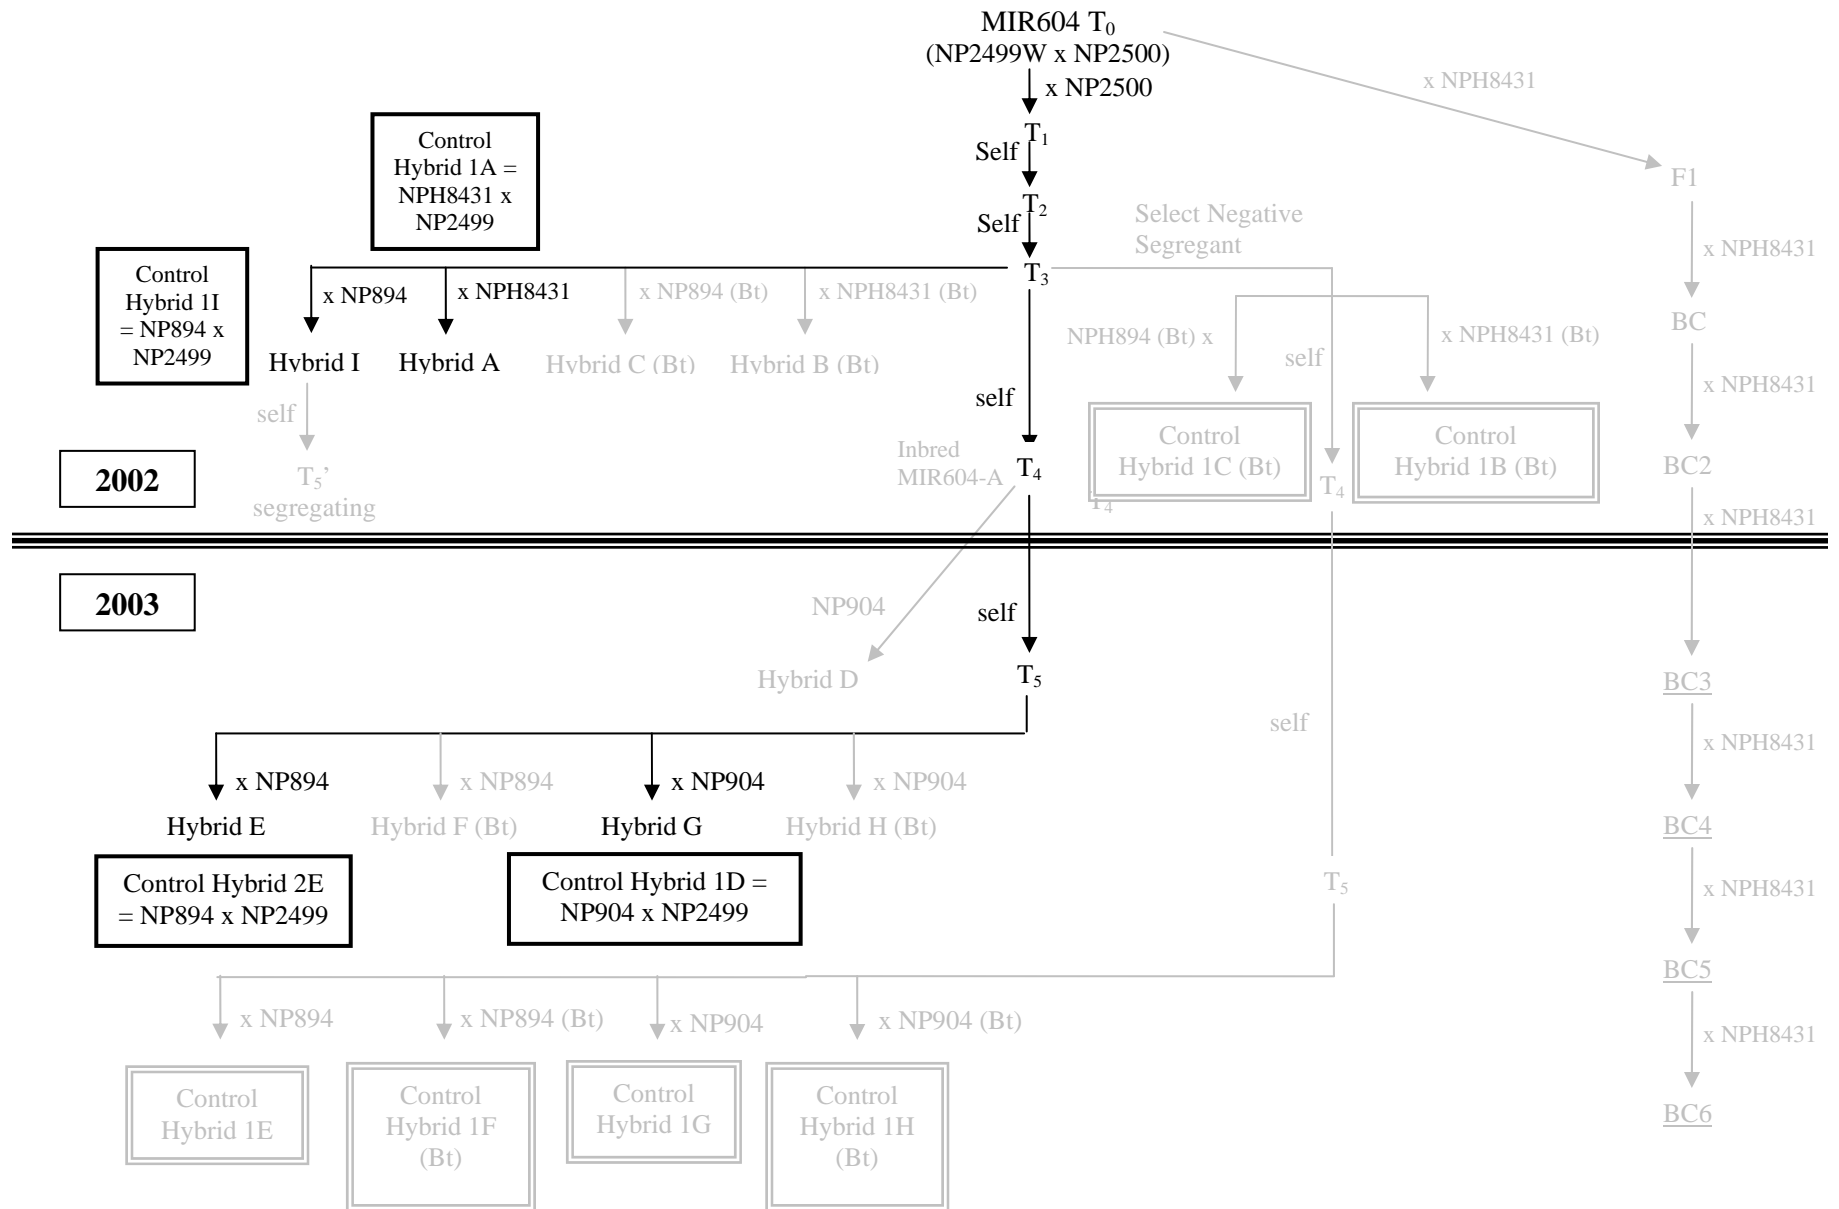 MIR604 T0
(NP2499W x NP2500)
x NP2500
x NPH8431
T1
Self
T2
Self
T3
Control
Hybrid 1A =
NPH8431 x
NP2499
Control
Hybrid 1I
= NP894 x
NP2499
Select Negative
Segregant
F1
x NPH8431
BC
x NP894
x NPH8431
x NP894 (Bt)
x NPH8431 (Bt)
NPH894 (Bt) x
self
x NPH8431 (Bt)
Hybrid I
Hybrid A
Hybrid C (Bt)
Hybrid B (Bt)
x NPH8431
self
self
Control
Hybrid 1C (Bt)
Control
Hybrid 1B (Bt)
2002
T5’
segregating
Inbred
MIR604-A
T4
T4
T4
BC2
x NPH8431
2003
NP904
self
Hybrid D
T5
self
BC3
x NPH8431
x NP894
x NP894
x NP904
x NP904
Hybrid E
Hybrid F (Bt)
Hybrid G
Hybrid H (Bt)
BC4
Control Hybrid 2E
= NP894 x NP2499
Control Hybrid 1D =
NP904 x NP2499
T5
x NPH8431
BC5
x NP894
x NP894 (Bt)
x NP904
x NP904 (Bt)
x NPH8431
Control
Hybrid 1E
Control
Hybrid 1F
(Bt)
Control
Hybrid 1G
Control
Hybrid 1H
(Bt)
BC6